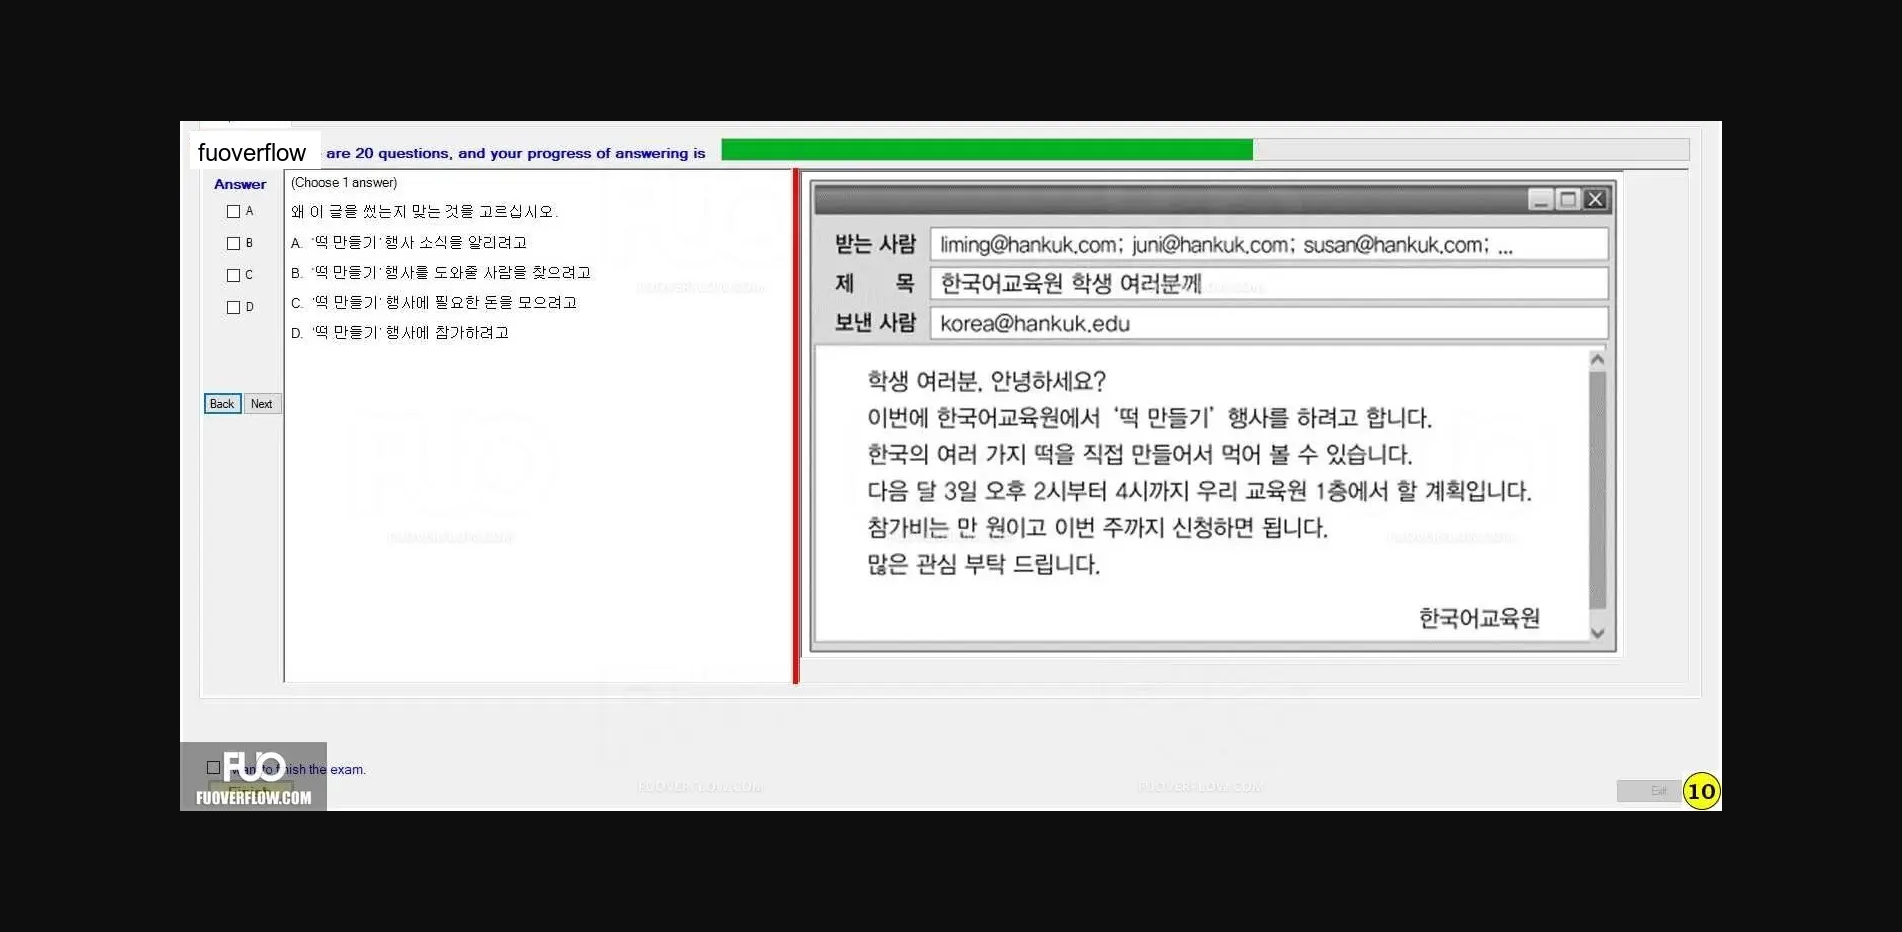 fuoverflow are 20 questions, and your progress of answering is
Answer
A
B
C
D
Back Next
(Choose 1 answer)
왜 이 글을 썼는지 맞는 것을 고르십시오.
A. '떡 만들기' 행사 소식을 알리려고
B. '떡 만들기' 행사를 도와줄 사람을 찾으려고
C. '떡 만들기' 행사에 필요한 돈을 모으려고
D. '떡 만들기' 행사에 참가하려고
받는 사람 liming@hankuk.com; juni@hankuk.com; susan@hankuk.com; ...
제 목 한국어교육원 학생 여러분께
보낸 사람 korea@hankuk.edu
학생 여러분, 안녕하세요?
이번에 한국어교육원에서 ‘떡 만들기’ 행사를 하려고 합니다.
한국의 여러 가지 떡을 직접 만들어서 먹어 볼 수 있습니다.
다음 달 3일 오후 2시부터 4시까지 우리 교육원 1층에서 할 계획입니다.
참가비는 만 원이고 이번 주까지 신청하면 됩니다.
많은 관심 부탁 드립니다.
한국어교육원
FUO
FUOVERFLOW.COM
the exam.
Exit
10
FUOVERFLOW.COM
FUOVERFLOW.COM
FUOVERFLOW.COM
FUOVERFLOW.COM
FUOVERFLOW.COM